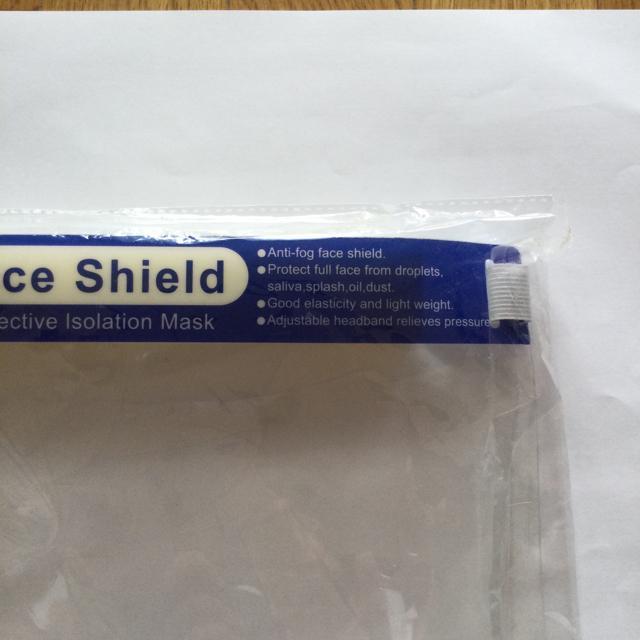 ce Shield
ective Isolation Mask
●Anti-fog face shield.
●Protect full face from droplets,
saliva,splash,oil,dust.
●Good elasticity and light weight.
●Adjustable headband relieves pressure